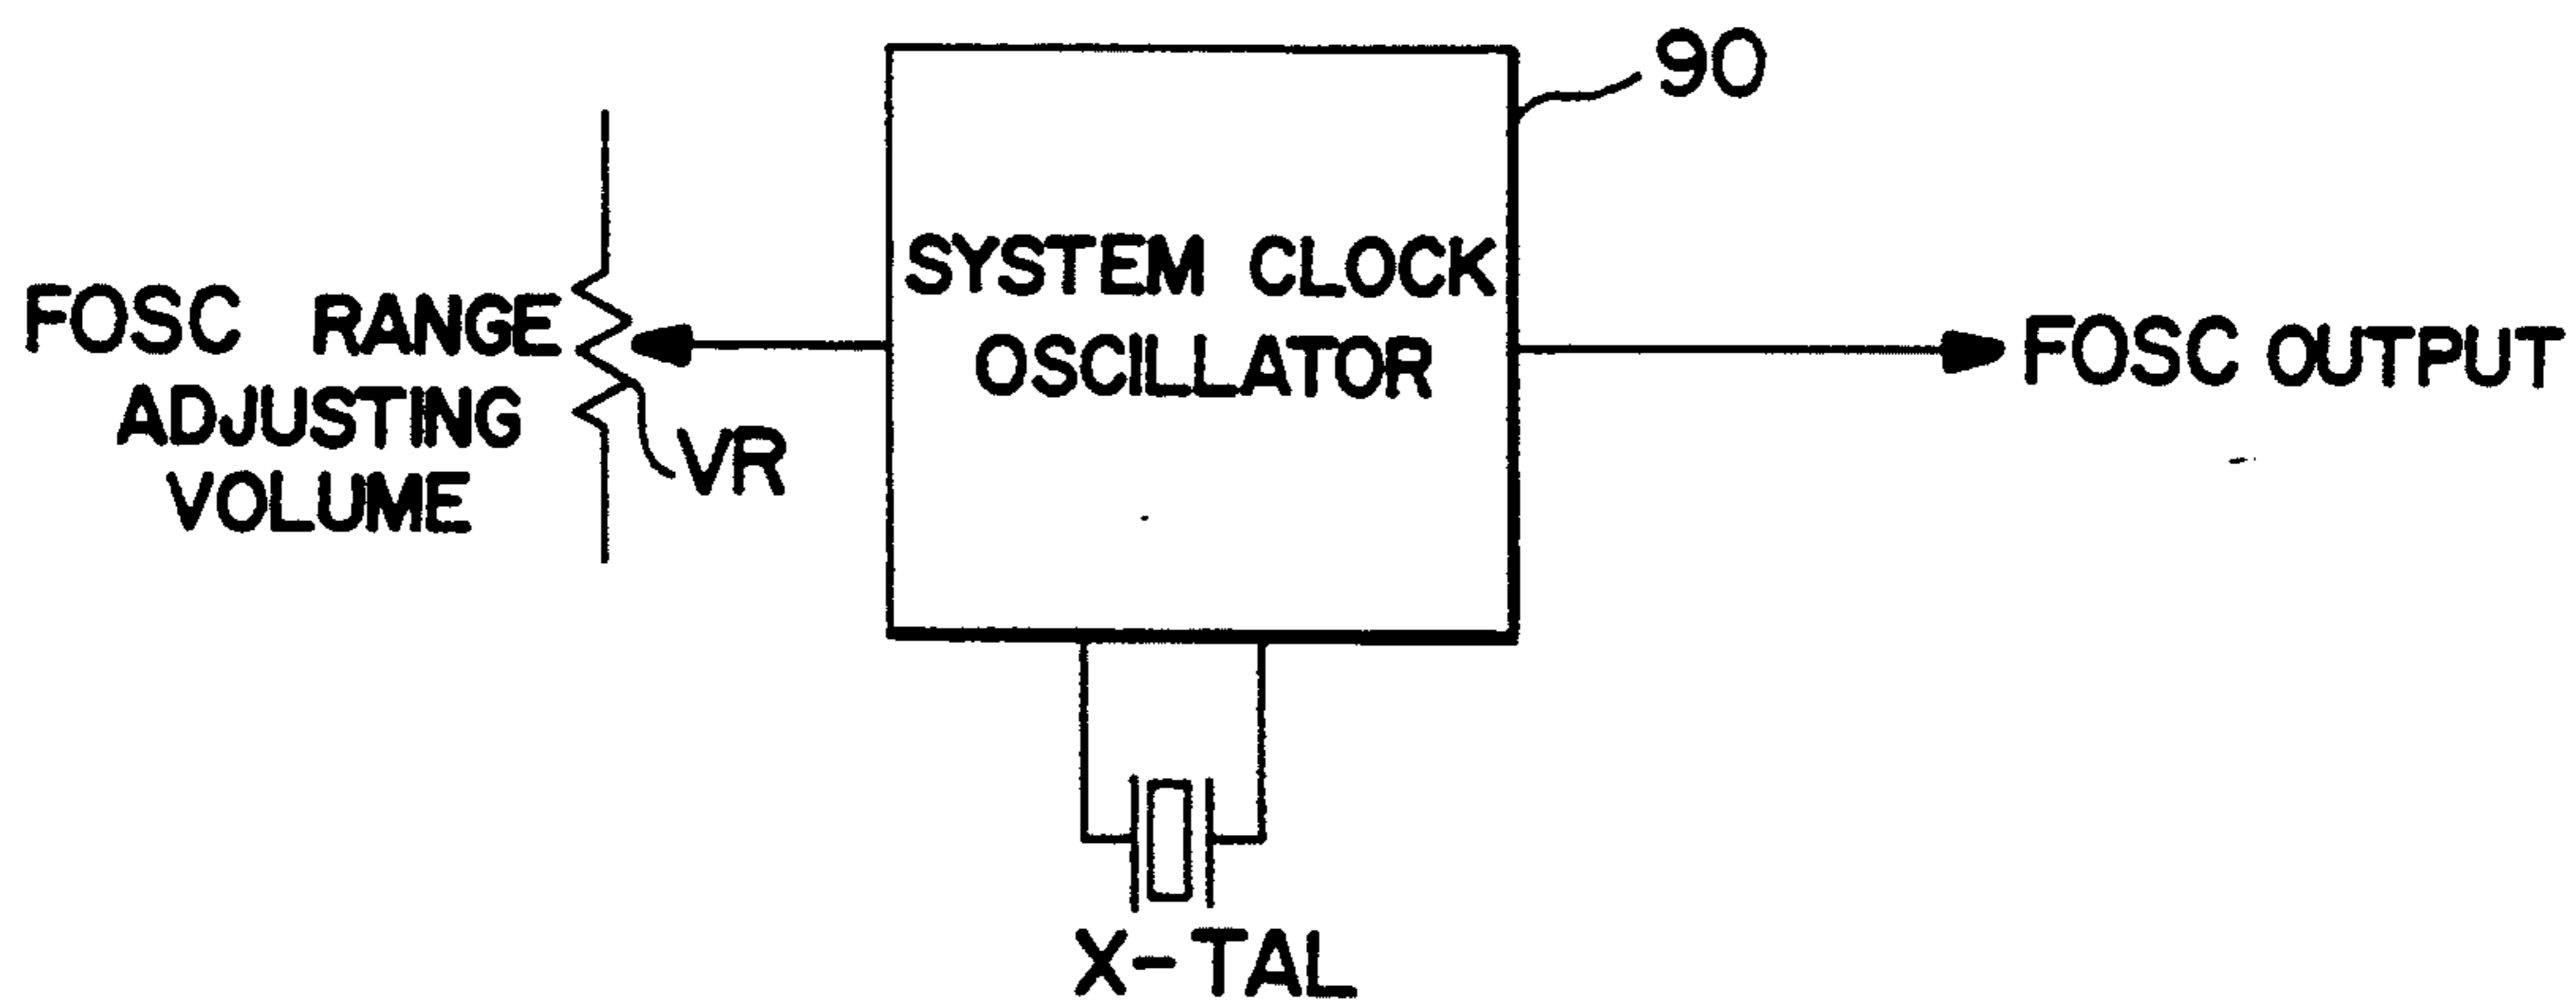 90
SYSTEM CLOCK
OSCILLATOR
FOSC RANGE
ADJUSTING
VOLUME
VR
FOSC OUTPUT
X-TAL